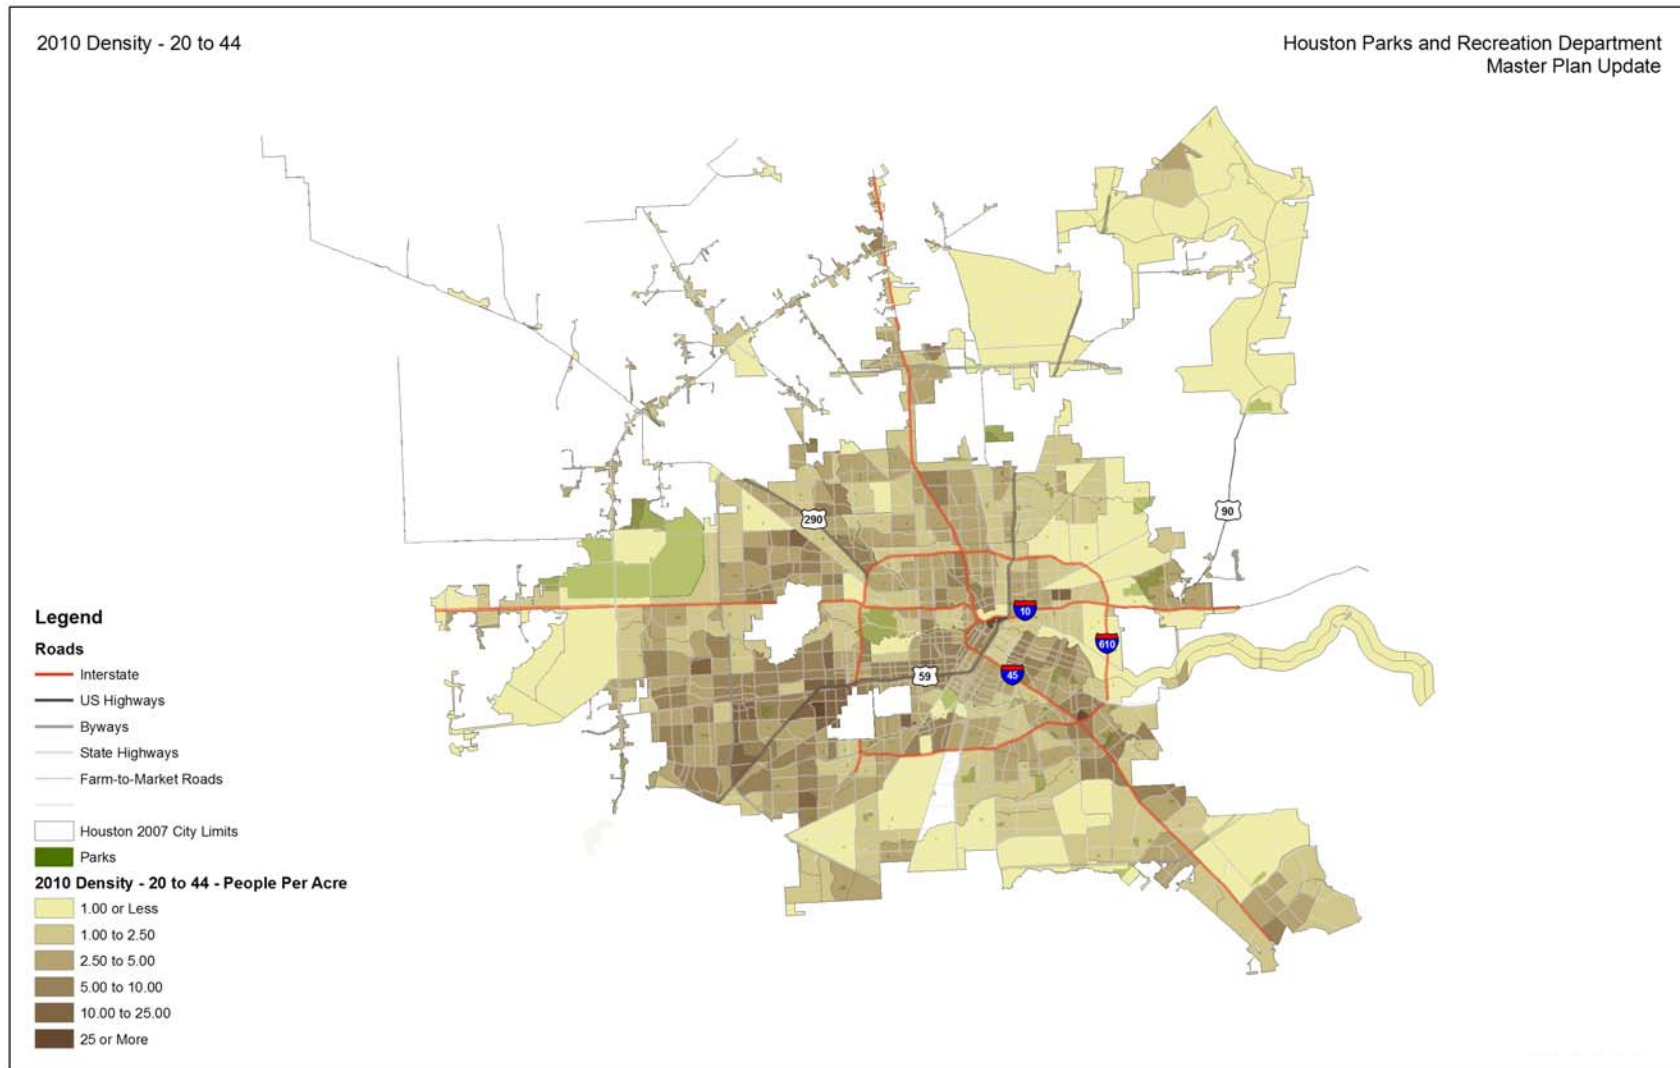 2010 Density - 20 to 44
Houston Parks and Recreation Department
Master Plan Update
290
90
10
610
59
45
Legend
Roads
Interstate
US Highways
Byways
State Highways
Farm-to-Market Roads
Houston 2007 City Limits
Parks
2010 Density - 20 to 44 - People Per Acre
1.00 or Less
1.00 to 2.50
2.50 to 5.00
5.00 to 10.00
10.00 to 25.00
25 or More